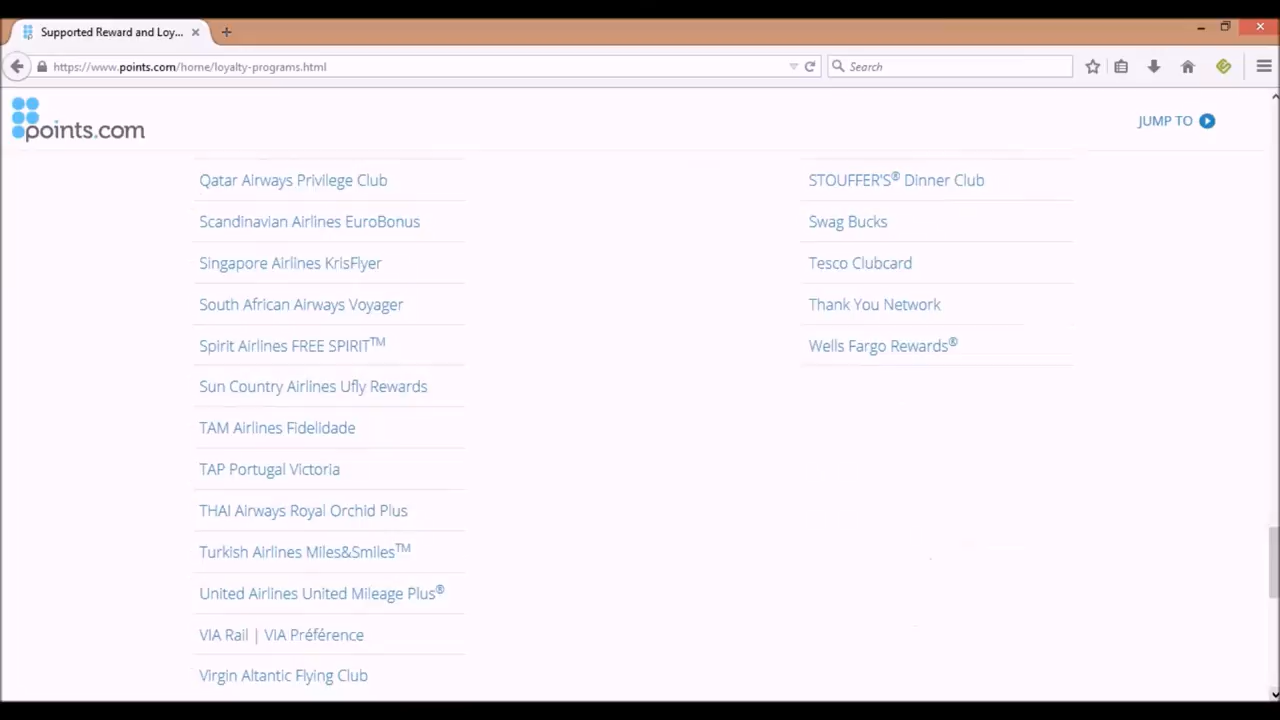 Supported Reward and Loy...
https://www.points.com/home/loyalty-programs.html
Search
points.com
JUMP TO
Qatar Airways Privilege Club
Scandinavian Airlines EuroBonus
Singapore Airlines KrisFlyer
South African Airways Voyager
Spirit Airlines FREE SPIRIT™
Sun Country Airlines Ufly Rewards
TAM Airlines Fidelidade
TAP Portugal Victoria
THAI Airways Royal Orchid Plus
Turkish Airlines Miles&Smiles™
United Airlines United Mileage Plus®
VIA Rail | VIA Préférence
Virgin Altantic Flying Club
STOUFFER'S® Dinner Club
Swag Bucks
Tesco Clubcard
Thank You Network
Wells Fargo Rewards®